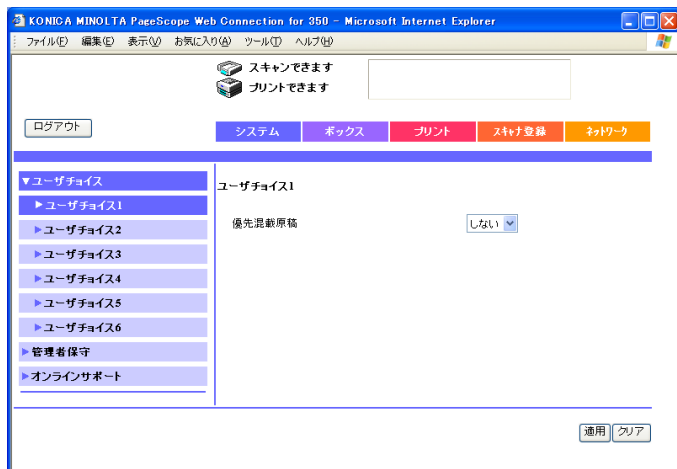 KONICA MINOLTA PageScope Web Connection for 350 - Microsoft Internet Explorer
ファイル(F) 編集(E) 表示(V) お気に入り(A) ツール(T) ヘルプ(H)
スキャンできます
プリントできます
ログアウト
システム ボックス プリント スキャナ登録 ネットワーク
▼ユーザチョイス
▶ユーザチョイス1
▶ユーザチョイス2
▶ユーザチョイス3
▶ユーザチョイス4
▶ユーザチョイス5
▶ユーザチョイス6
▶管理者保守
▶オンラインサポート
ユーザチョイス1
優先混載原稿 しない
適用 クリア